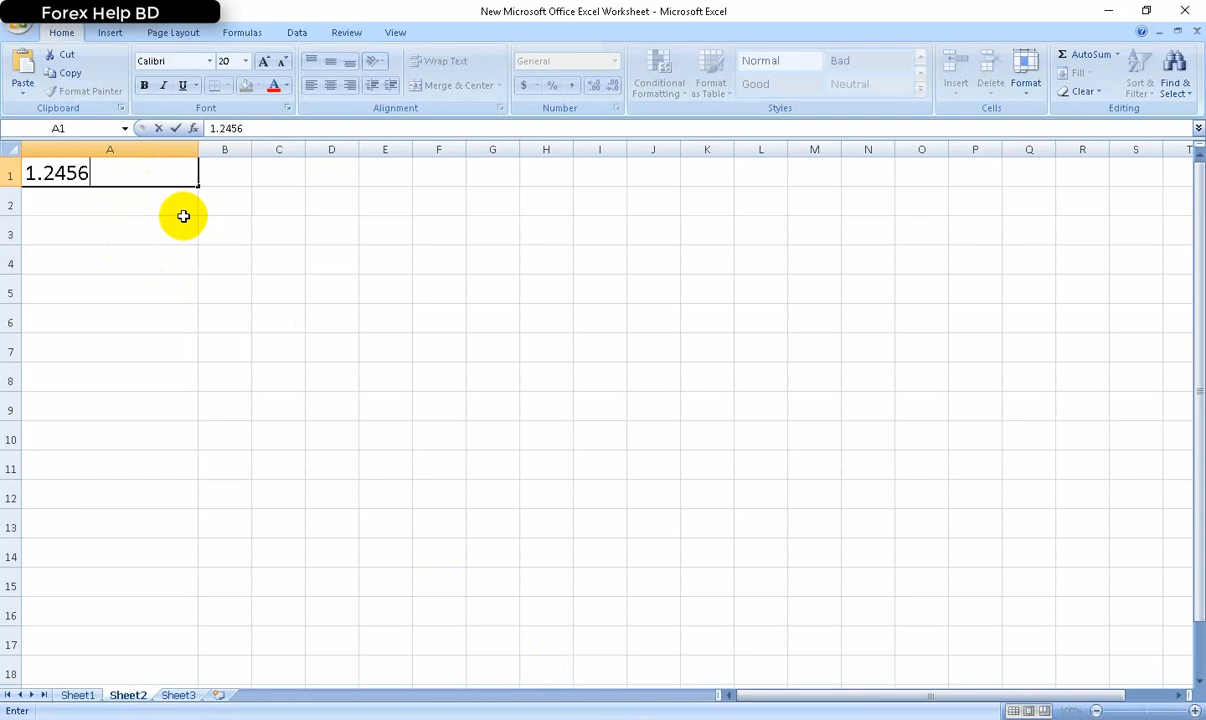 Forex Help BD
New Microsoft Office Excel Worksheet - Microsoft Excel
Home Insert Page Layout Formulas Data Review View
Paste
Cut
Copy
Format Painter
Clipboard
Calibri 20 A A
B I U A
Font
Wrap Text
Merge & Center
Alignment
General
$ % ,
Number
Conditional Formatting
Format as Table
Normal Bad
Good Neutral
Styles
Insert Delete Format
Cells
Σ AutoSum
Fill
Clear
Sort & Filter
Find & Select
Editing
A1 fx 1.2456
A B C D E F G H I J K L M N O P Q R S T
1 1.2456
2
3
4
5
6
7
8
9
10
11
12
13
14
15
16
17
18
Sheet1 Sheet2 Sheet3
Enter 100%